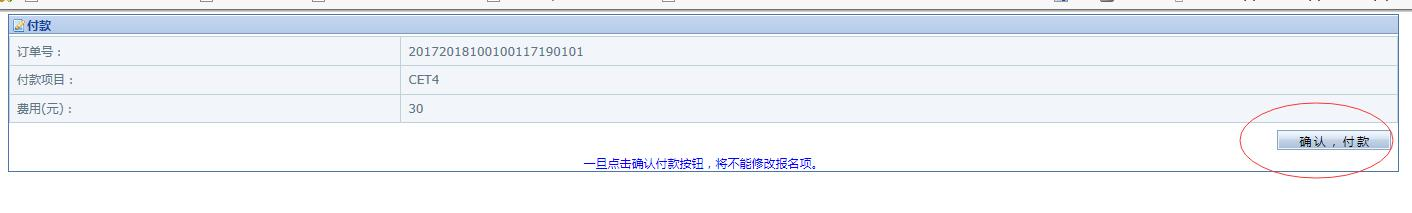 付款
订单号： 20172018100100117190101
付款项目： CET4
费用(元)： 30
确认，付款
一旦点击确认付款按钮，将不能修改报名项。